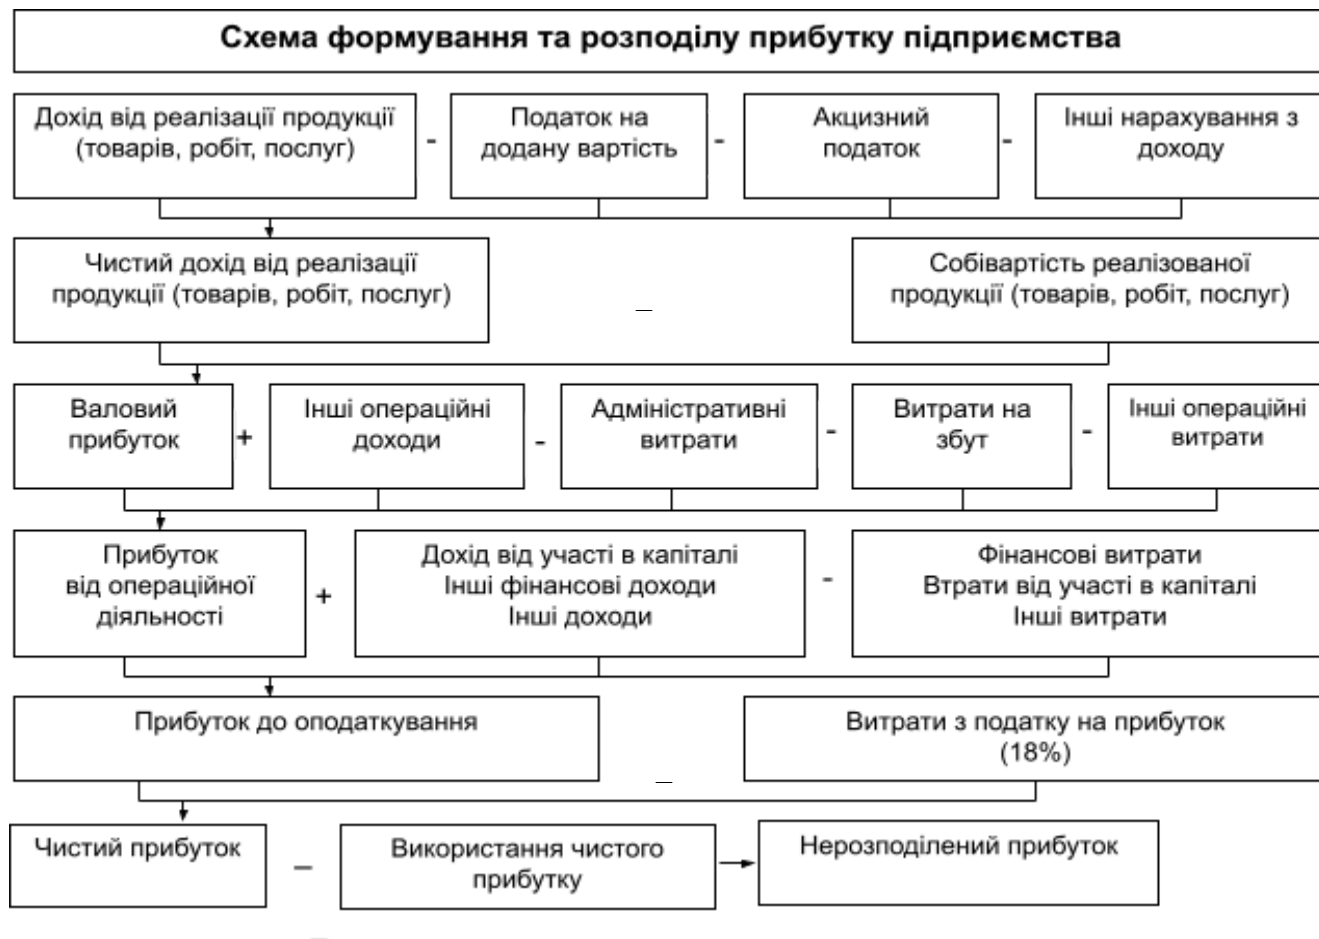 Схема формування та розподілу прибутку підприємства
Дохід від реалізації продукції
(товарів, робіт, послуг)
-
Податок на
додану вартість
-
Акцизний
податок
-
Інші нарахування з
доходу
Чистий дохід від реалізації
продукції (товарів, робіт, послуг)
–
Собівартість реалізованої
продукції (товарів, робіт, послуг)
Валовий
прибуток
+
Інші операційні
доходи
-
Адміністративні
витрати
-
Витрати на
збут
-
Інші операційні
витрати
Прибуток
від операційної
діяльності
+
Дохід від участі в капіталі
Інші фінансові доходи
Інші доходи
-
Фінансові витрати
Втрати від участі в капіталі
Інші витрати
Прибуток до оподаткування
–
Витрати з податку на прибуток
(18%)
Чистий прибуток
–
Використання чистого
прибутку
Нерозподілений прибуток